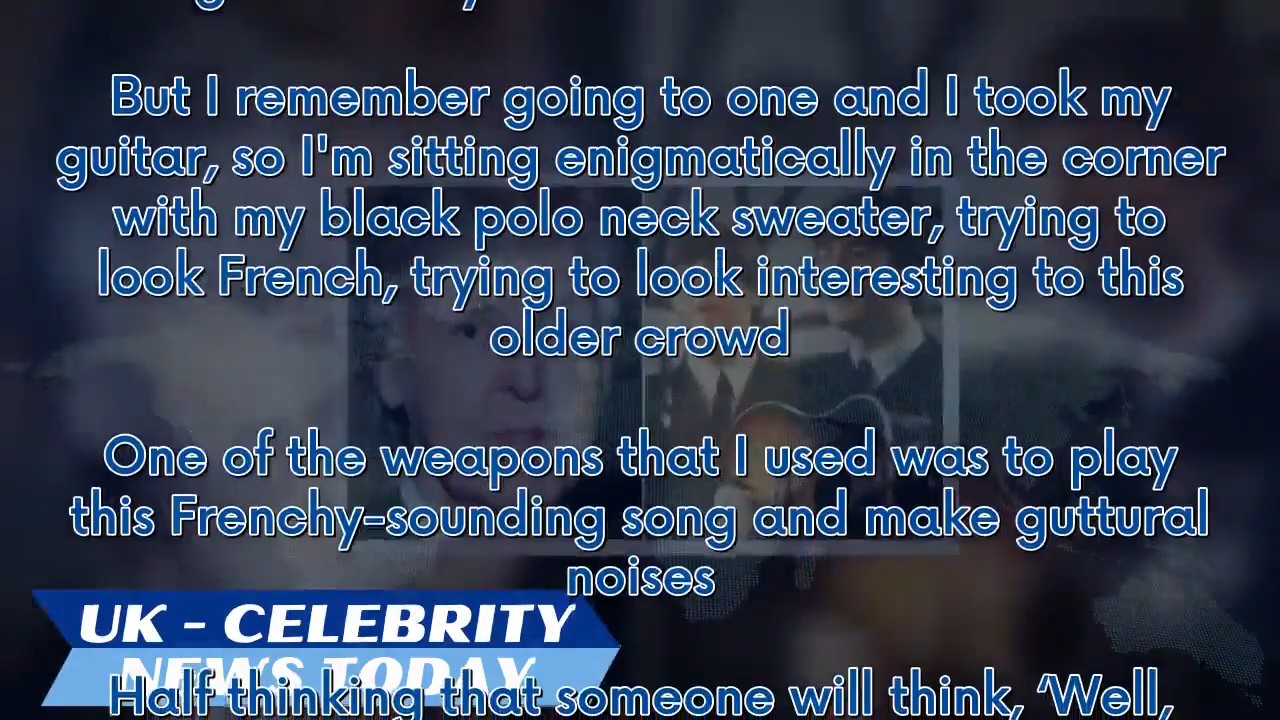 But I remember going to one and I took my
guitar, so I'm sitting enigmatically in the corner
with my black polo neck sweater, trying to
look French, trying to look interesting to this
older crowd
One of the weapons that I used was to play
this Frenchy-sounding song and make guttural
noises
UK - CELEBRITY
NEWS TODAY
Half thinking that someone will think, ‘Well,